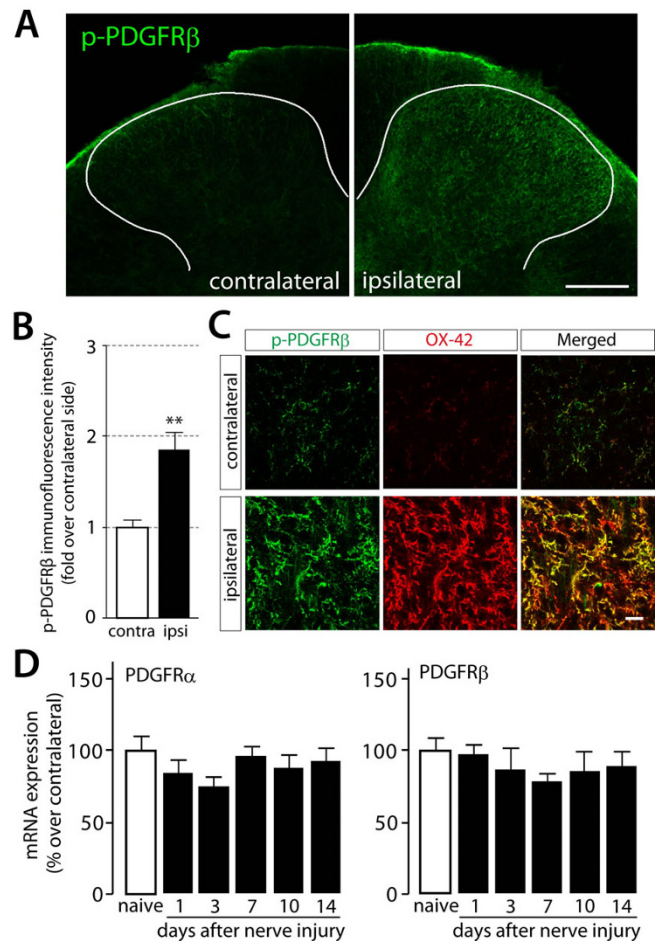 A
p-PDGFRβ
contralateral
ipsilateral
B
p-PDGFRβ immunofluorescence intensity
(fold over contralateral side)
3
2
1
0
**
contra
ipsi
C
p-PDGFRβ
OX-42
Merged
contralateral
ipsilateral
D
mRNA expression
(% over contralateral)
PDGFRα
150
100
50
0
naive
1
3
7
10
14
days after nerve injury
PDGFRβ
150
100
50
0
naive
1
3
7
10
14
days after nerve injury